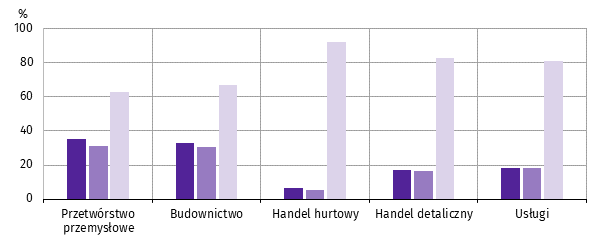 %
100
80
60
40
20
0
Przetwórstwo
przemysłowe
Budownictwo
Handel hurtowy
Handel detaliczny
Usługi